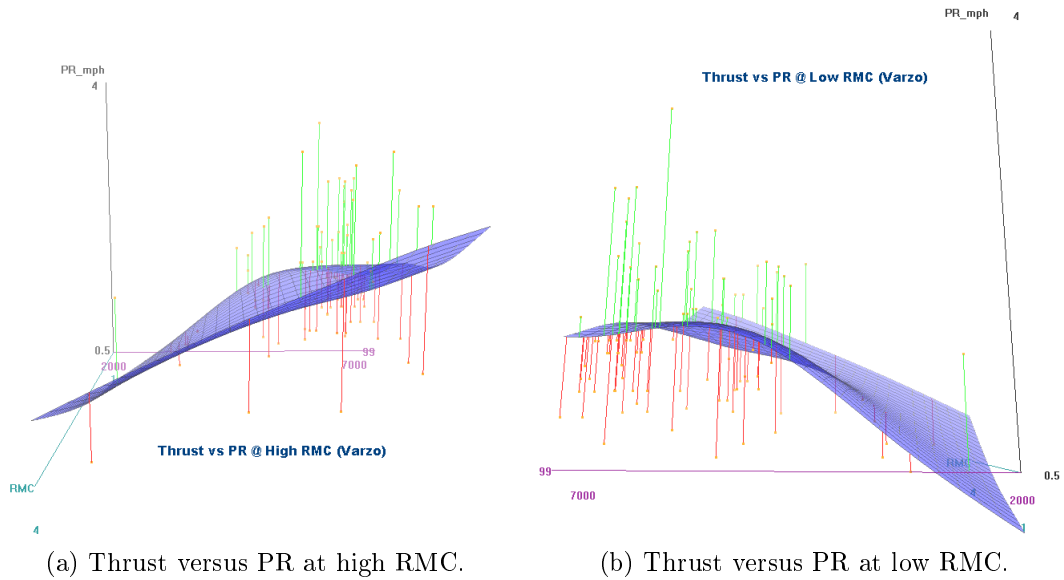 PR_mph
4
0.5
2000
1
99
7000
Thrust vs PR @ High RMC (Varzo)
RMC
4
(a) Thrust versus PR at high RMC.
PR_mph
4
Thrust vs PR @ Low RMC (Varzo)
99
7000
RMC
4
0.5
2000
1
(b) Thrust versus PR at low RMC.